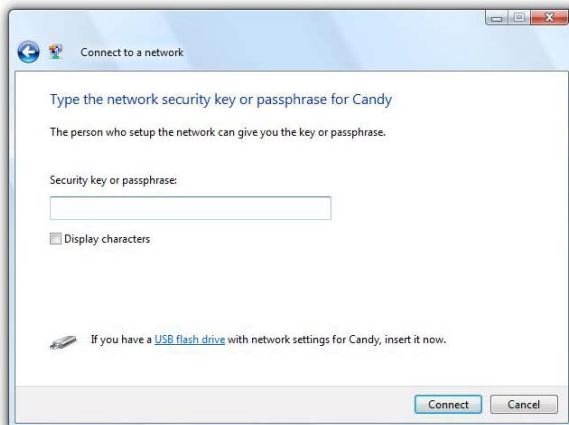 Connect to a network
Type the network security key or passphrase for Candy
The person who setup the network can give you the key or passphrase.
Security key or passphrase:
Display characters
If you have a USB flash drive with network settings for Candy, insert it now.
Connect Cancel